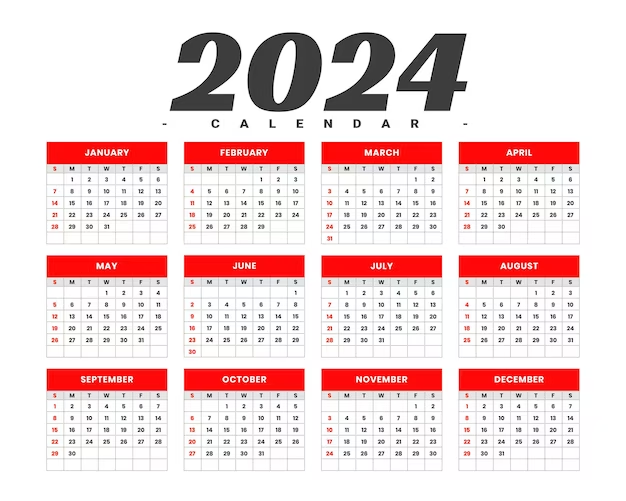 2024
- CALENDAR -
JANUARY
S M T W T F S
1 2 3 4 5 6
7 8 9 10 11 12 13
14 15 16 17 18 19 20
21 22 23 24 25 26 27
28 29 30 31
FEBRUARY
S M T W T F S
1 2 3
4 5 6 7 8 9 10
11 12 13 14 15 16 17
18 19 20 21 22 23 24
25 26 27 28 29
MARCH
S M T W T F S
1 2
3 4 5 6 7 8 9
10 11 12 13 14 15 16
17 18 19 20 21 22 23
24 25 26 27 28 29 30
31
APRIL
S M T W T F S
1 2 3 4 5 6
7 8 9 10 11 12 13
14 15 16 17 18 19 20
21 22 23 24 25 26 27
28 29 30
MAY
S M T W T F S
1 2 3 4
5 6 7 8 9 10 11
12 13 14 15 16 17 18
19 20 21 22 23 24 25
26 27 28 29 30 31
JUNE
S M T W T F S
1
2 3 4 5 6 7 8
9 10 11 12 13 14 15
16 17 18 19 20 21 22
23 24 25 26 27 28 29
30
JULY
S M T W T F S
1 2 3 4 5 6
7 8 9 10 11 12 13
14 15 16 17 18 19 20
21 22 23 24 25 26 27
28 29 30 31
AUGUST
S M T W T F S
1 2 3
4 5 6 7 8 9 10
11 12 13 14 15 16 17
18 19 20 21 22 23 24
25 26 27 28 29 30 31
SEPTEMBER
S M T W T F S
1 2 3 4 5 6 7
8 9 10 11 12 13 14
15 16 17 18 19 20 21
22 23 24 25 26 27 28
29 30
OCTOBER
S M T W T F S
1 2 3 4 5
6 7 8 9 10 11 12
13 14 15 16 17 18 19
20 21 22 23 24 25 26
27 28 29 30 31
NOVEMBER
S M T W T F S
1 2
3 4 5 6 7 8 9
10 11 12 13 14 15 16
17 18 19 20 21 22 23
24 25 26 27 28 29 30
DECEMBER
S M T W T F S
1 2 3 4 5 6 7
8 9 10 11 12 13 14
15 16 17 18 19 20 21
22 23 24 25 26 27 28
29 30 31